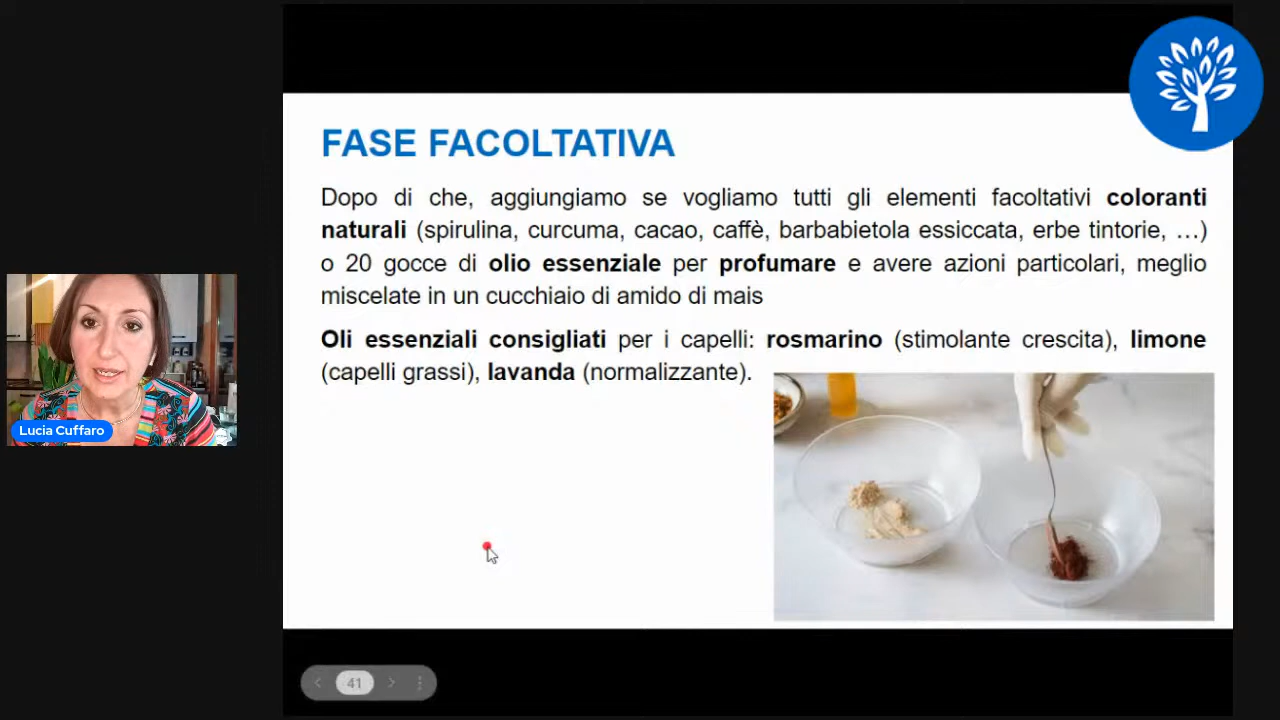 FASE FACOLTATIVA
Dopo di che, aggiungiamo se vogliamo tutti gli elementi facoltativi coloranti
naturali (spirulina, curcuma, cacao, caffè, barbabietola essiccata, erbe tintorie, …)
o 20 gocce di olio essenziale per profumare e avere azioni particolari, meglio
miscelate in un cucchiaio di amido di mais
Oli essenziali consigliati per i capelli: rosmarino (stimolante crescita), limone
(capelli grassi), lavanda (normalizzante).
Lucia Cuffaro
41